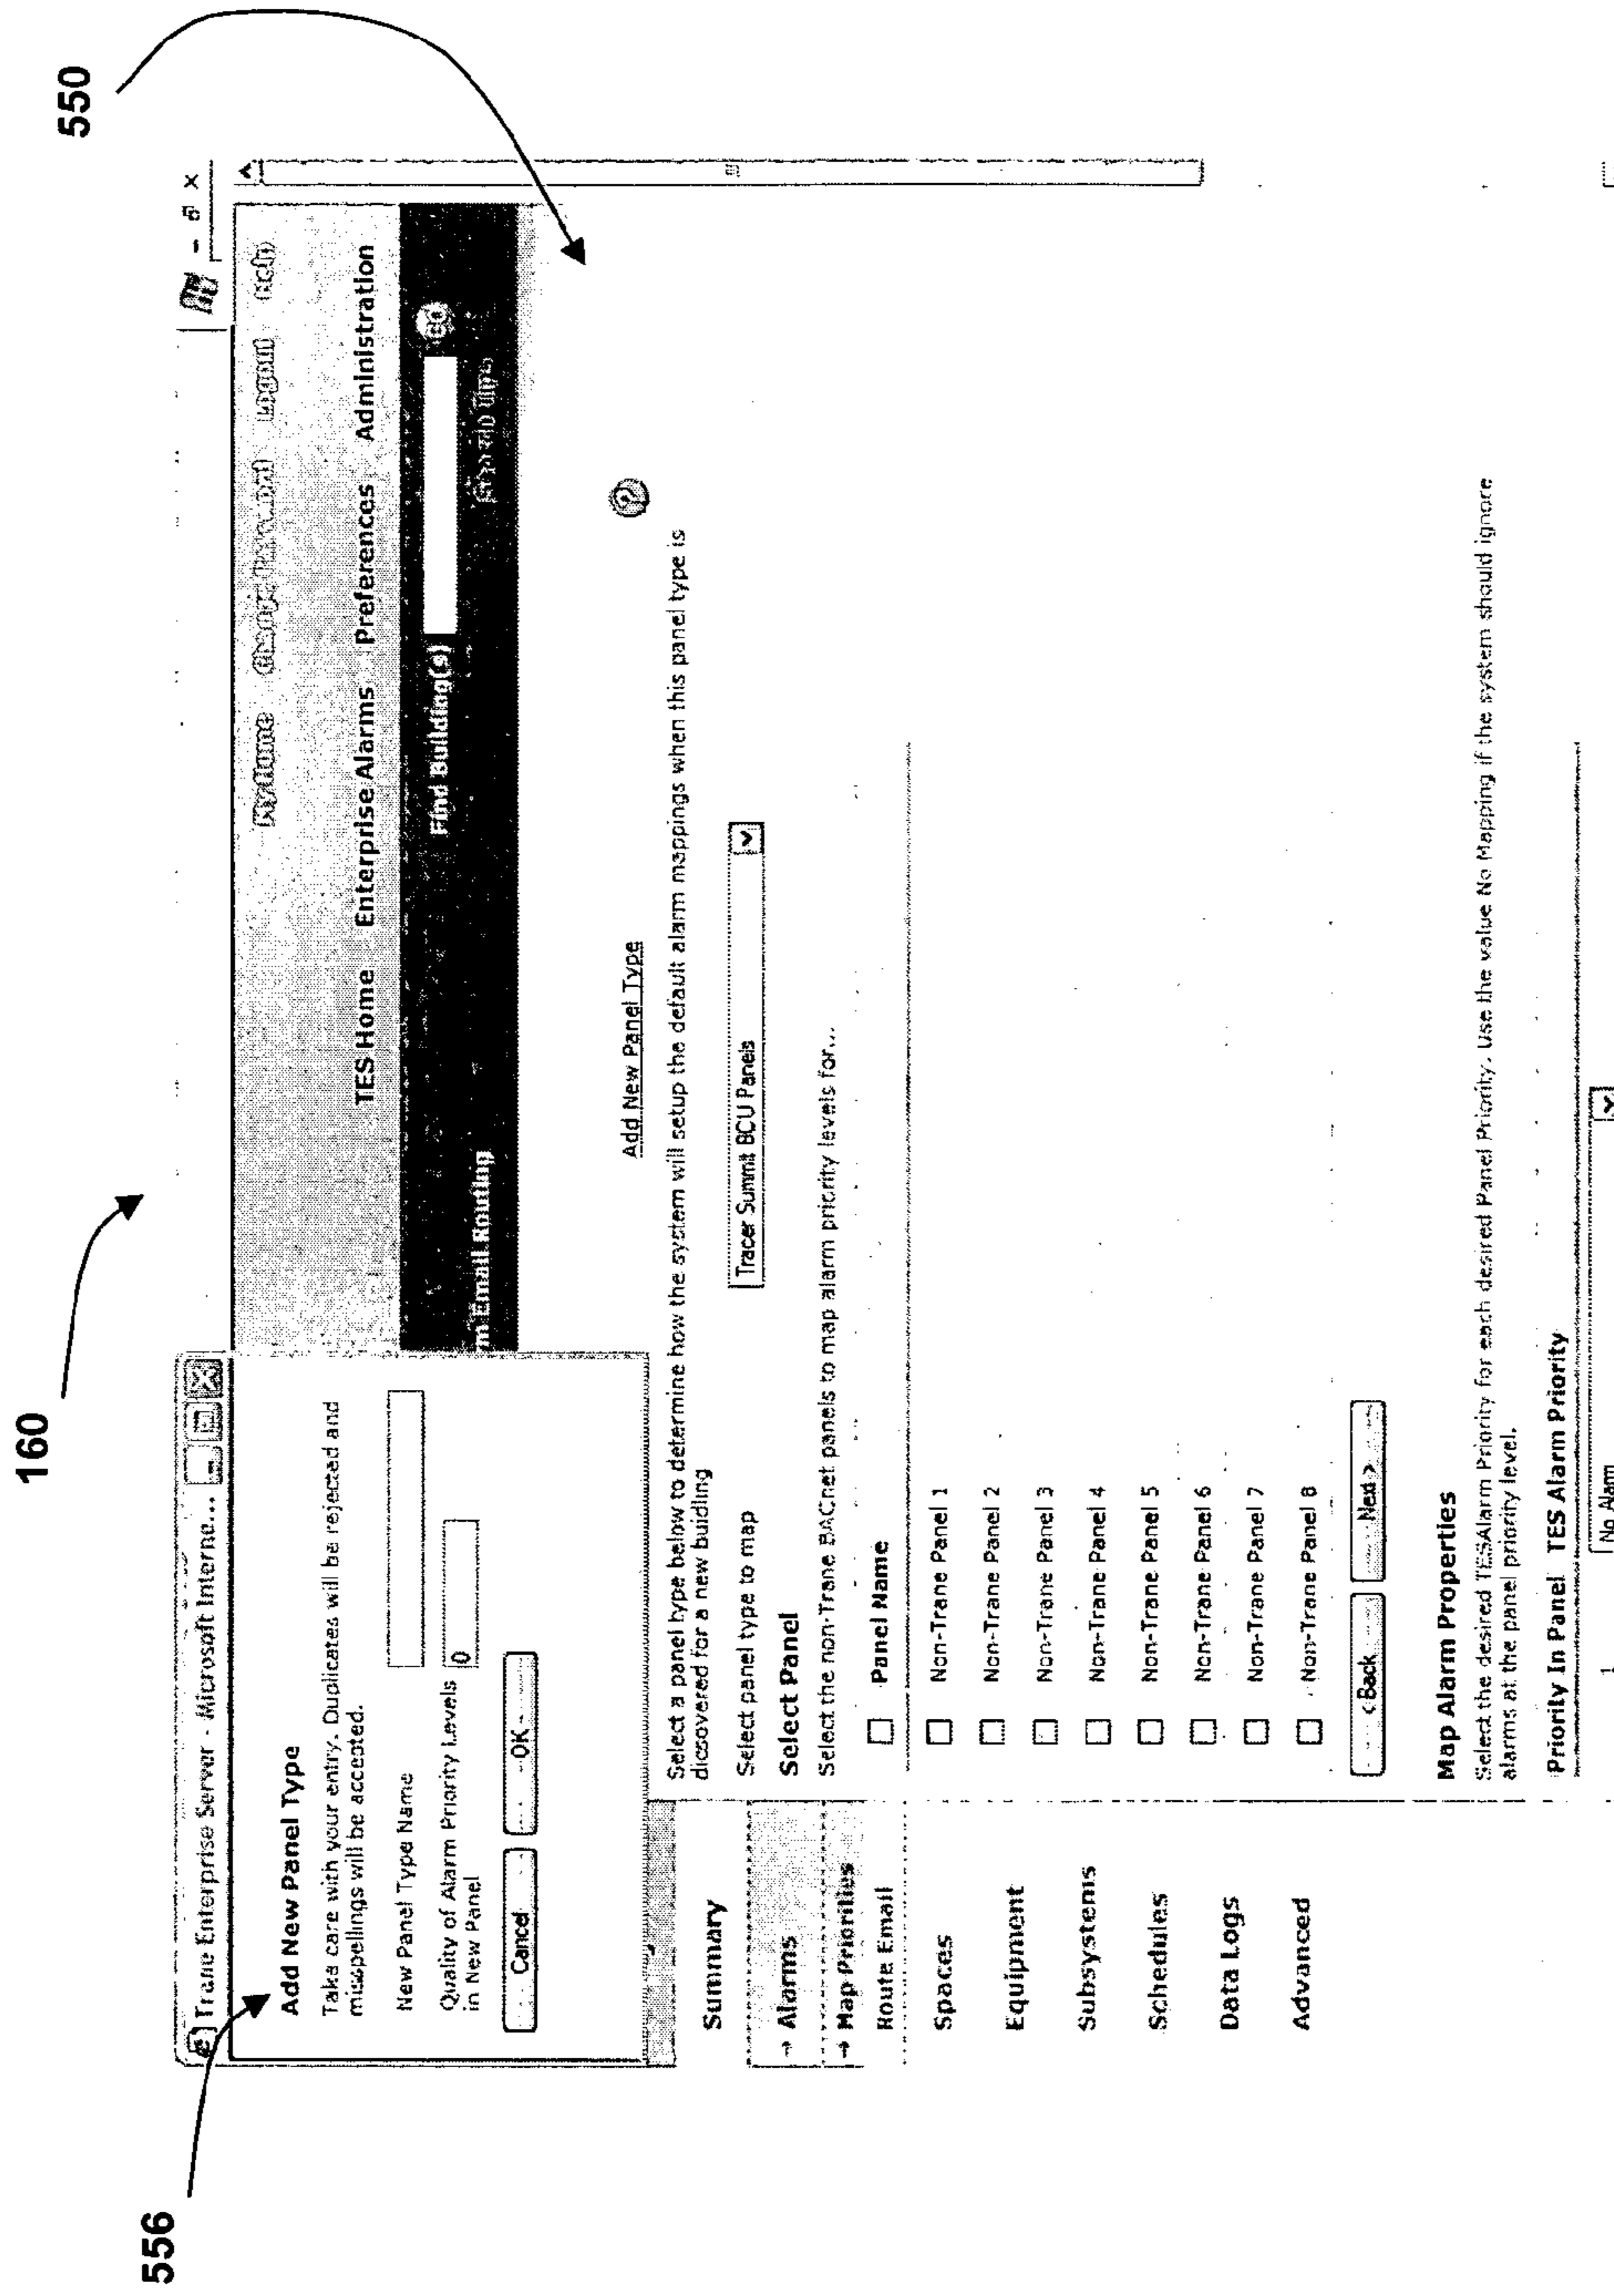 160
550
556
Trane Enterprise Server - Microsoft Interne...
Add New Panel Type
Take care with your entry. Duplicates will be rejected and
misspellings will be accepted.
New Panel Type Name
Quality of Alarm Priority Levels 0
in New Panel
Cancel OK
My Home Logout Help
TES Home Enterprise Alarms Preferences Administration
Find Building(s) GO
m Email Routing
Add New Panel Type
Select a panel type below to determine how the system will setup the default alarm mappings when this panel type is
dicsovered for a new buidling
Select panel type to map Tracer Summit BCU Panels
Select Panel
Select the non-Trane BACnet panels to map alarm priority levels for...
Panel Name
Non-Trane Panel 1
Non-Trane Panel 2
Non-Trane Panel 3
Non-Trane Panel 4
Non-Trane Panel 5
Non-Trane Panel 6
Non-Trane Panel 7
Non-Trane Panel 8
< Back Next >
Map Alarm Properties
Select the desired TESAlarm Priority for each desired Panel Priority. Use the value No Mapping if the system should ignore
alarms at the panel priority level.
Priority In Panel TES Alarm Priority
1 No Alarm
Summary
→ Alarms
→ Map Priorities
Route Email
Spaces
Equipment
Subsystems
Schedules
Data Logs
Advanced